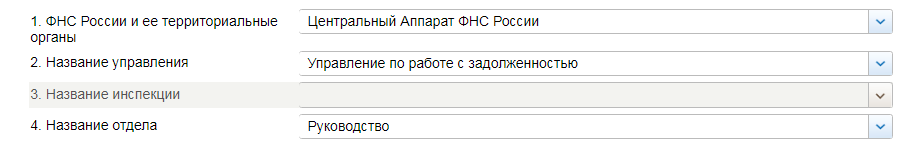 1. ФНС России и ее территориальные органы
Центральный Аппарат ФНС России
2. Название управления
Управление по работе с задолженностью
3. Название инспекции
4. Название отдела
Руководство